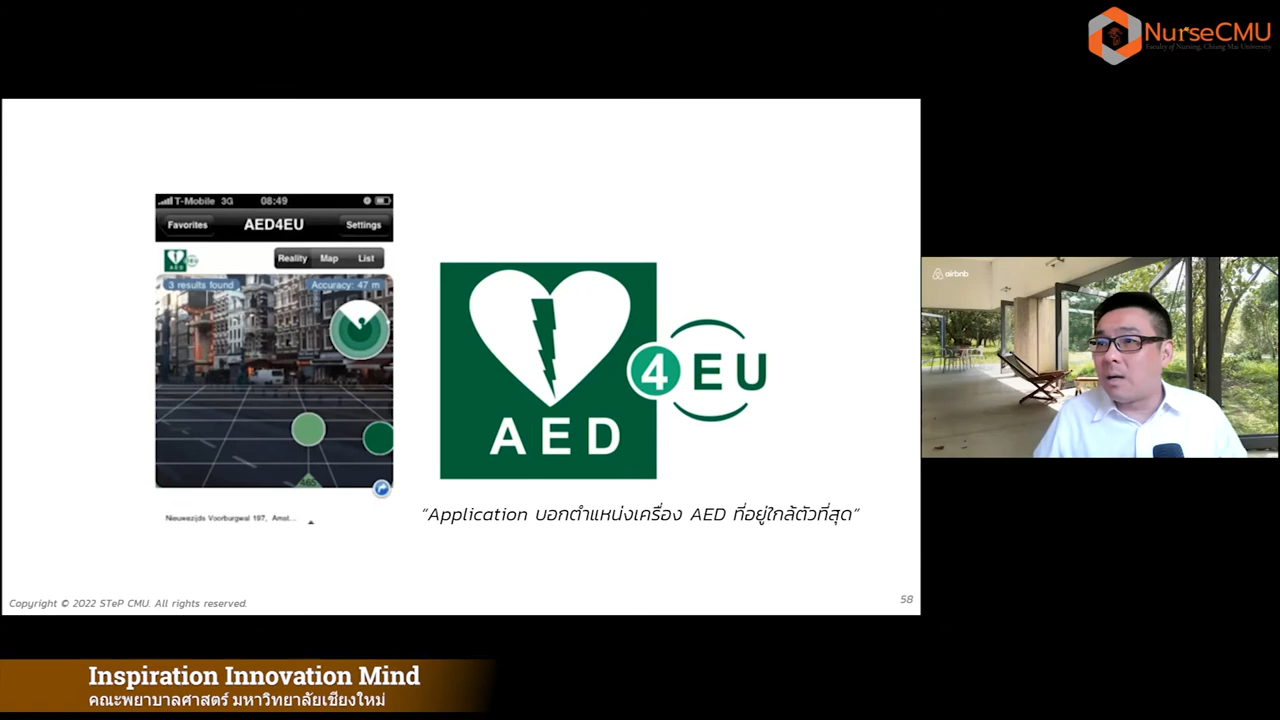 NurseCMU
Faculty of Nursing, Chiang Mai University
T-Mobile 3G 08:49
Favorites AED4EU Settings
AED
Reality Map List
3 results found Accuracy: 47 m
465
Nieuwezijds Voorburgwal 197, Amst...
AED
4EU
“Application บอกตำแหน่งเครื่อง AED ที่อยู่ใกล้ตัวที่สุด”
Copyright © 2022 STeP CMU. All rights reserved.
58
airbnb
Inspiration Innovation Mind
คณะพยาบาลศาสตร์ มหาวิทยาลัยเชียงใหม่